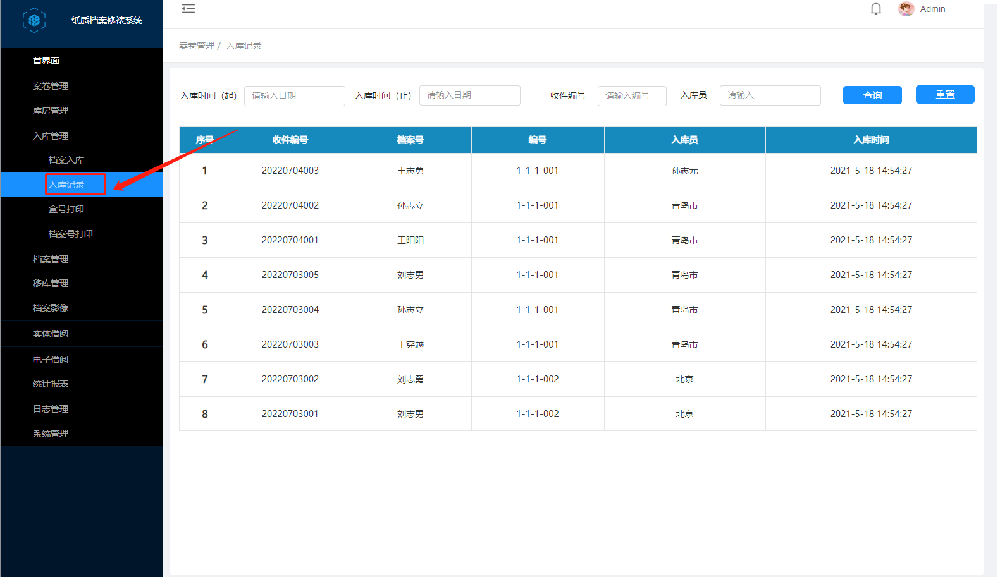 纸质档案修裱系统
Admin
首界面
案卷管理
库房管理
入库管理
档案入库
入库记录
盒号打印
档案号打印
档案管理
移库管理
档案影像
实体借阅
电子借阅
统计报表
日志管理
系统管理
案卷管理 / 入库记录
入库时间（起） 请输入日期 入库时间（止） 请输入日期 收件编号 请输入编号 入库员 请输入 查询 重置
序号 收件编号 档案号 编号 入库员 入库时间
1 20220704003 王志勇 1-1-1-001 孙志元 2021-5-18 14:54:27
2 20220704002 孙志立 1-1-1-001 青岛市 2021-5-18 14:54:27
3 20220704001 王阳阳 1-1-1-001 青岛市 2021-5-18 14:54:27
4 20220703005 刘志勇 1-1-1-001 青岛市 2021-5-18 14:54:27
5 20220703004 孙志立 1-1-1-001 青岛市 2021-5-18 14:54:27
6 20220703003 王穿越 1-1-1-001 青岛市 2021-5-18 14:54:27
7 20220703002 刘志勇 1-1-1-002 北京 2021-5-18 14:54:27
8 20220703001 刘志勇 1-1-1-002 北京 2021-5-18 14:54:27